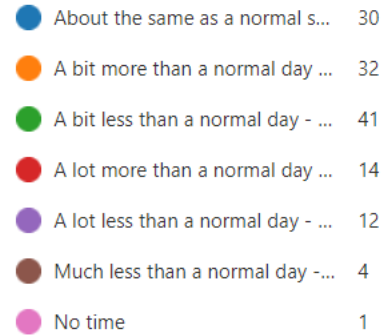 About the same as a normal s... 30
A bit more than a normal day ... 32
A bit less than a normal day - ... 41
A lot more than a normal day ... 14
A lot less than a normal day - ... 12
Much less than a normal day -... 4
No time 1